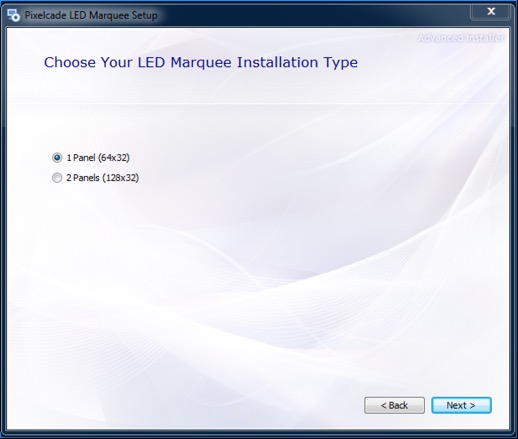 Pixelcade LED Marquee Setup
Advanced Installer
Choose Your LED Marquee Installation Type
1 Panel (64x32)
2 Panels (128x32)
< Back
Next >